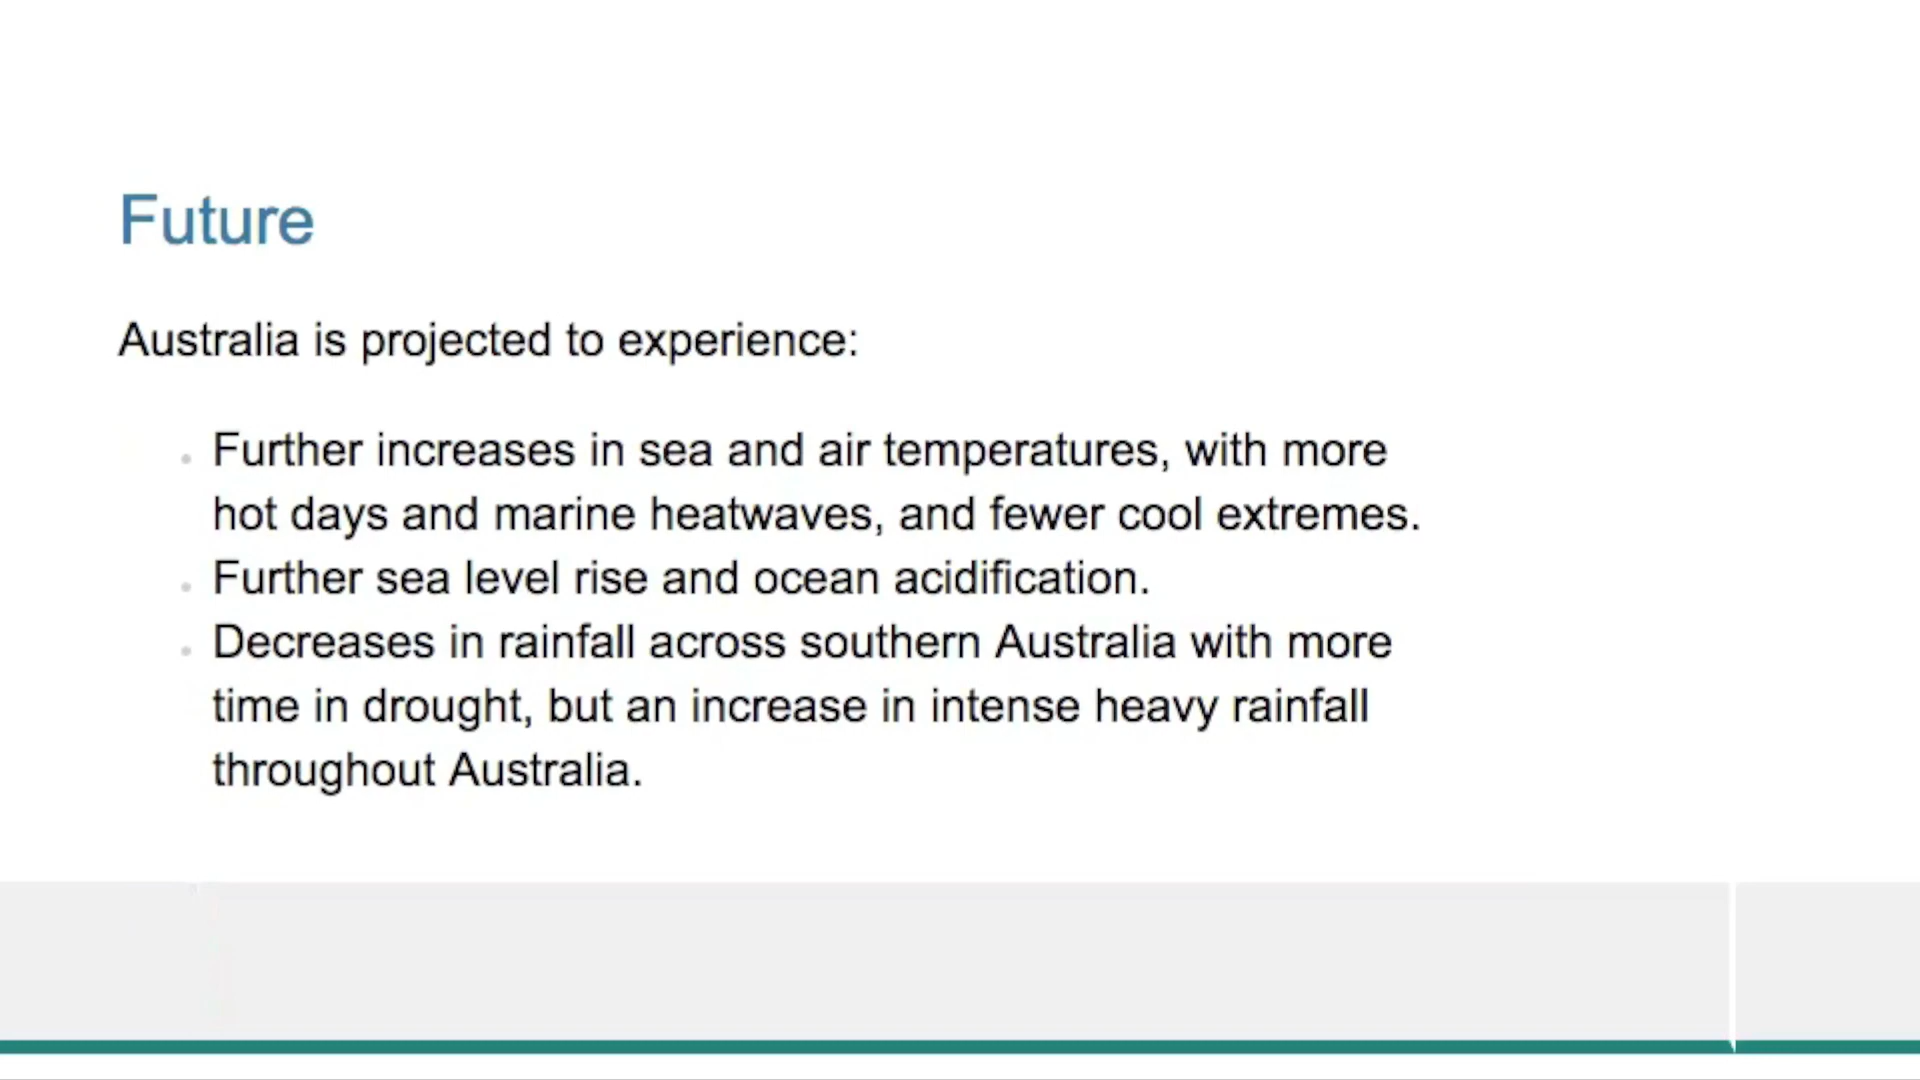 Future
Australia is projected to experience:
Further increases in sea and air temperatures, with more
hot days and marine heatwaves, and fewer cool extremes.
Further sea level rise and ocean acidification.
Decreases in rainfall across southern Australia with more
time in drought, but an increase in intense heavy rainfall
throughout Australia.